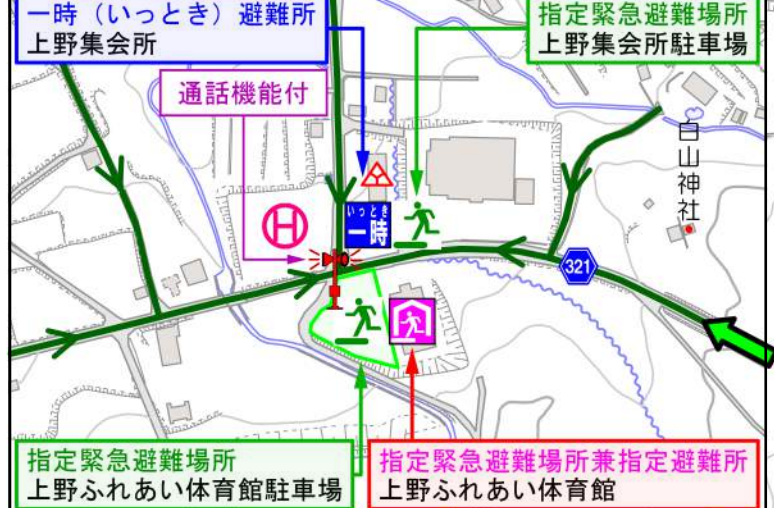 一時（いっとき）避難所
上野集会所
指定緊急避難場所
上野集会所駐車場
通話機能付
白山神社
いっとき
一時
H
321
指定緊急避難場所
上野ふれあい体育館駐車場
指定緊急避難場所兼指定避難所
上野ふれあい体育館